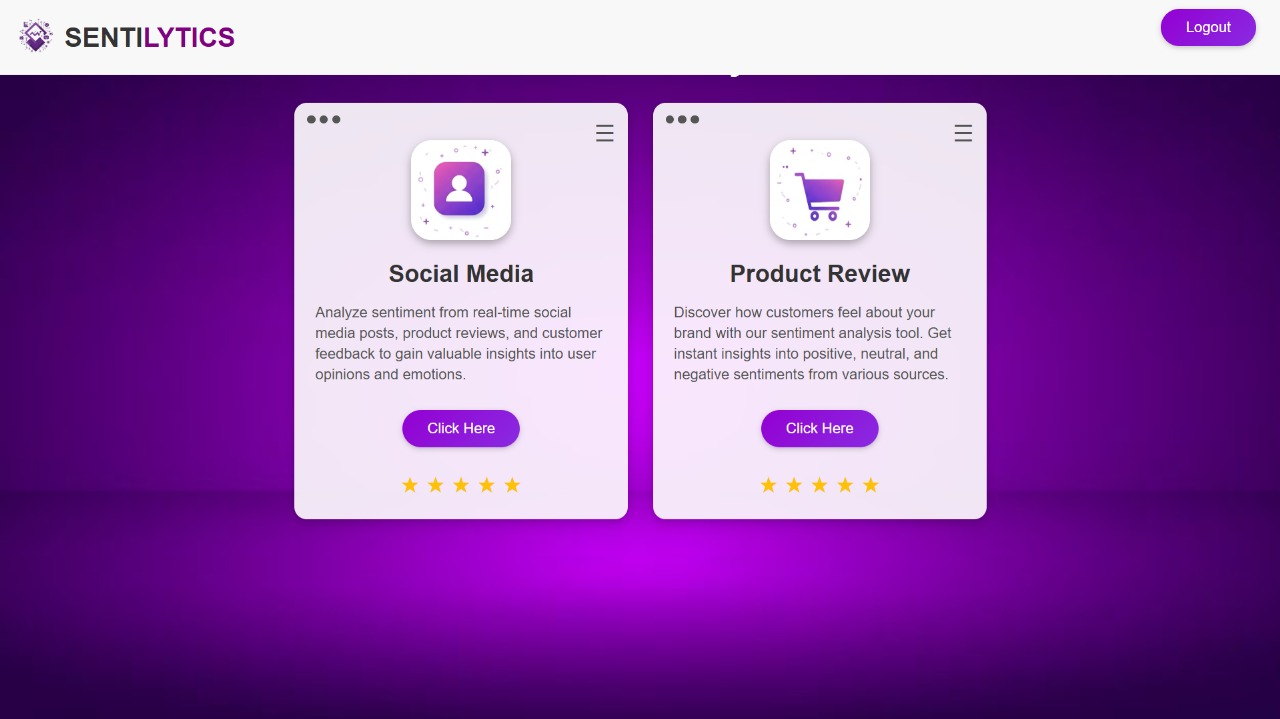 SENTILYTICS
Logout
Social Media
Analyze sentiment from real-time social
media posts, product reviews, and customer
feedback to gain valuable insights into user
opinions and emotions.
Click Here
Product Review
Discover how customers feel about your
brand with our sentiment analysis tool. Get
instant insights into positive, neutral, and
negative sentiments from various sources.
Click Here